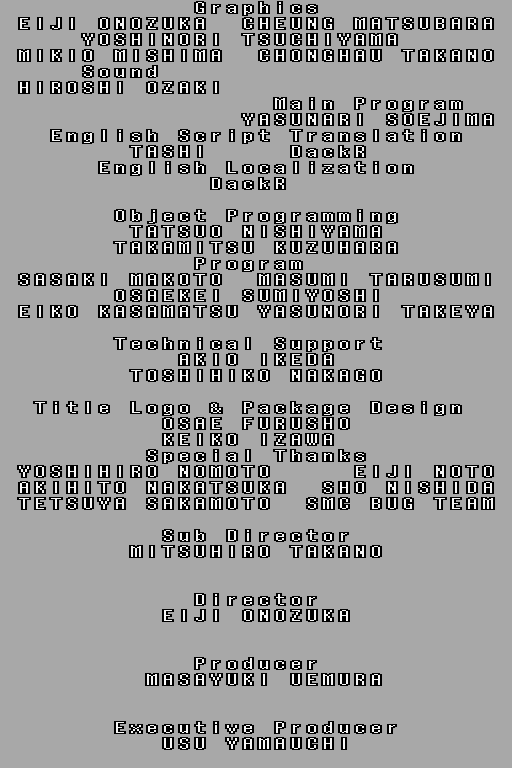 Graphics
EIJI ONOZUKA CHEUNG MATSUBARA
YOSHINORI TSUCHIYAMA
MIKIO MISHIMA CHONGHAU TAKANO
Sound
HIROSHI OZAKI
Main Program
YASUNARI SOEJIMA
English Script Translation
TASHI DackR
English Localization
DackR
Object Programming
TATSUO NISHIYAMA
TAKAMITSU KUZUHARA
Program
SASAKI MAKOTO MASUMI TARUSUMI
OSAEKEI SUMIYOSHI
EIKO KASAMATSU YASUNORI TAKEYA
Technical Support
AKIO IKEDA
TOSHIHIKO NAKAGO
Title Logo & Package Design
OSAE FURUSHO
KEIKO IZAWA
Special Thanks
YOSHIHIRO NOMOTO EIJI NOTO
AKIHITO NAKATSUKA SHO NISHIDA
TETSUYA SAKAMOTO SMC BUG TEAM
Sub Director
MITSUHIRO TAKANO
Director
EIJI ONOZUKA
Producer
MASAYUKI UEMURA
Executive Producer
USU YAMAUCHI